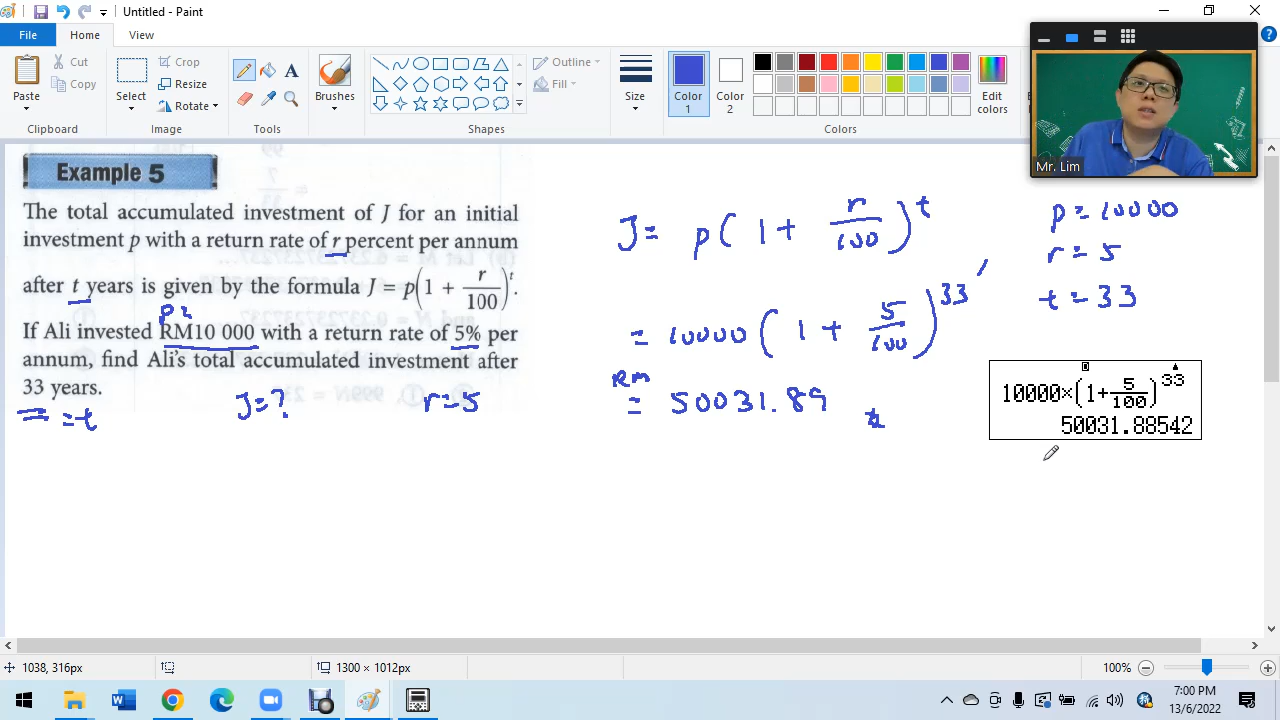 Untitled - Paint
File
Home
View
Paste
Cut
Copy
Clipboard
Select
Crop
Resize
Rotate
Image
A
Tools
Brushes
Outline
Fill
Shapes
Size
Color 1
Color 2
Edit colors
Colors
Mr. Lim
Example 5
The total accumulated investment of J for an initial
investment p with a return rate of r percent per annum
after t years is given by the formula J = p(1 + r/100)^t.
P=
If Ali invested RM10 000 with a return rate of 5% per
annum, find Ali's total accumulated investment after
33 years.
= t
J = ?
r = 5
J = p(1 + r/100)^t
= 10000(1 + 5/100)^33
RM
= 50031.89
p = 10000
r = 5
t = 33
10000×(1+5/100)^33
50031.88542
1038, 316px
1300 × 1012px
100%
7:00 PM
13/6/2022